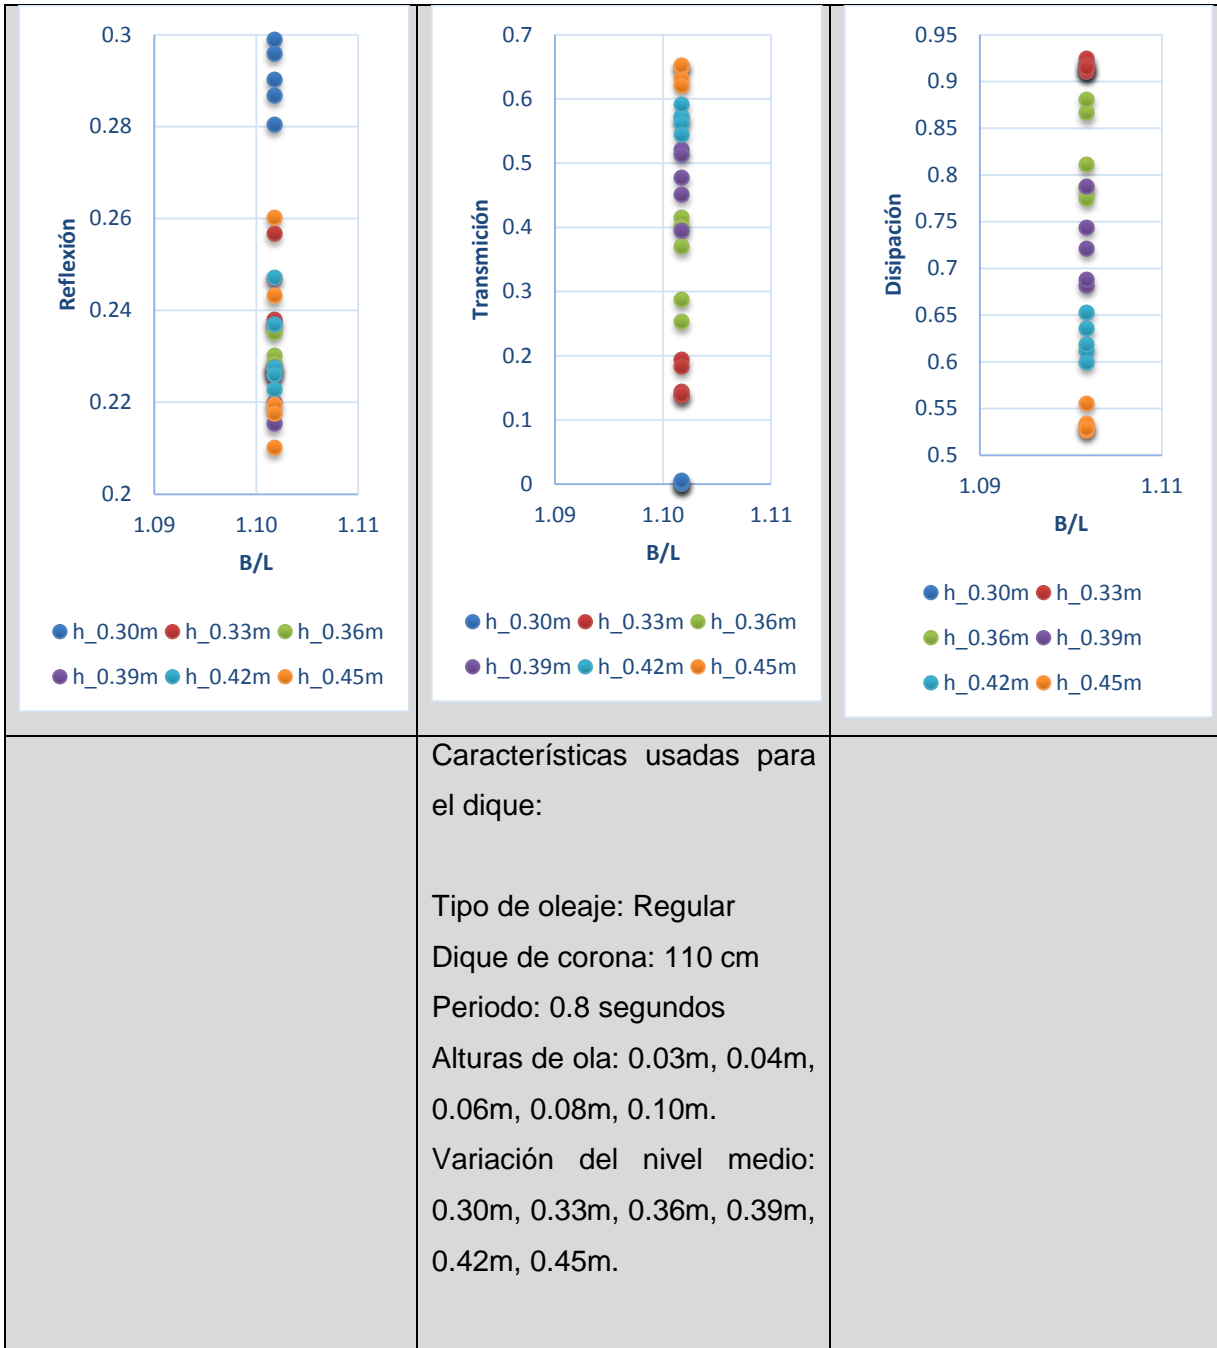 0.3
0.28
0.26
0.24
0.22
0.2
Reflexión
1.09 1.10 1.11
B/L
h_0.30m h_0.33m h_0.36m
h_0.39m h_0.42m h_0.45m
0.7
0.6
0.5
0.4
0.3
0.2
0.1
0
Transmición
1.09 1.10 1.11
B/L
h_0.30m h_0.33m h_0.36m
h_0.39m h_0.42m h_0.45m
0.95
0.9
0.85
0.8
0.75
0.7
0.65
0.6
0.55
0.5
Disipación
1.09 1.11
B/L
h_0.30m h_0.33m
h_0.36m h_0.39m
h_0.42m h_0.45m
Características usadas para
el dique:
Tipo de oleaje: Regular
Dique de corona: 110 cm
Periodo: 0.8 segundos
Alturas de ola: 0.03m, 0.04m,
0.06m, 0.08m, 0.10m.
Variación del nivel medio:
0.30m, 0.33m, 0.36m, 0.39m,
0.42m, 0.45m.